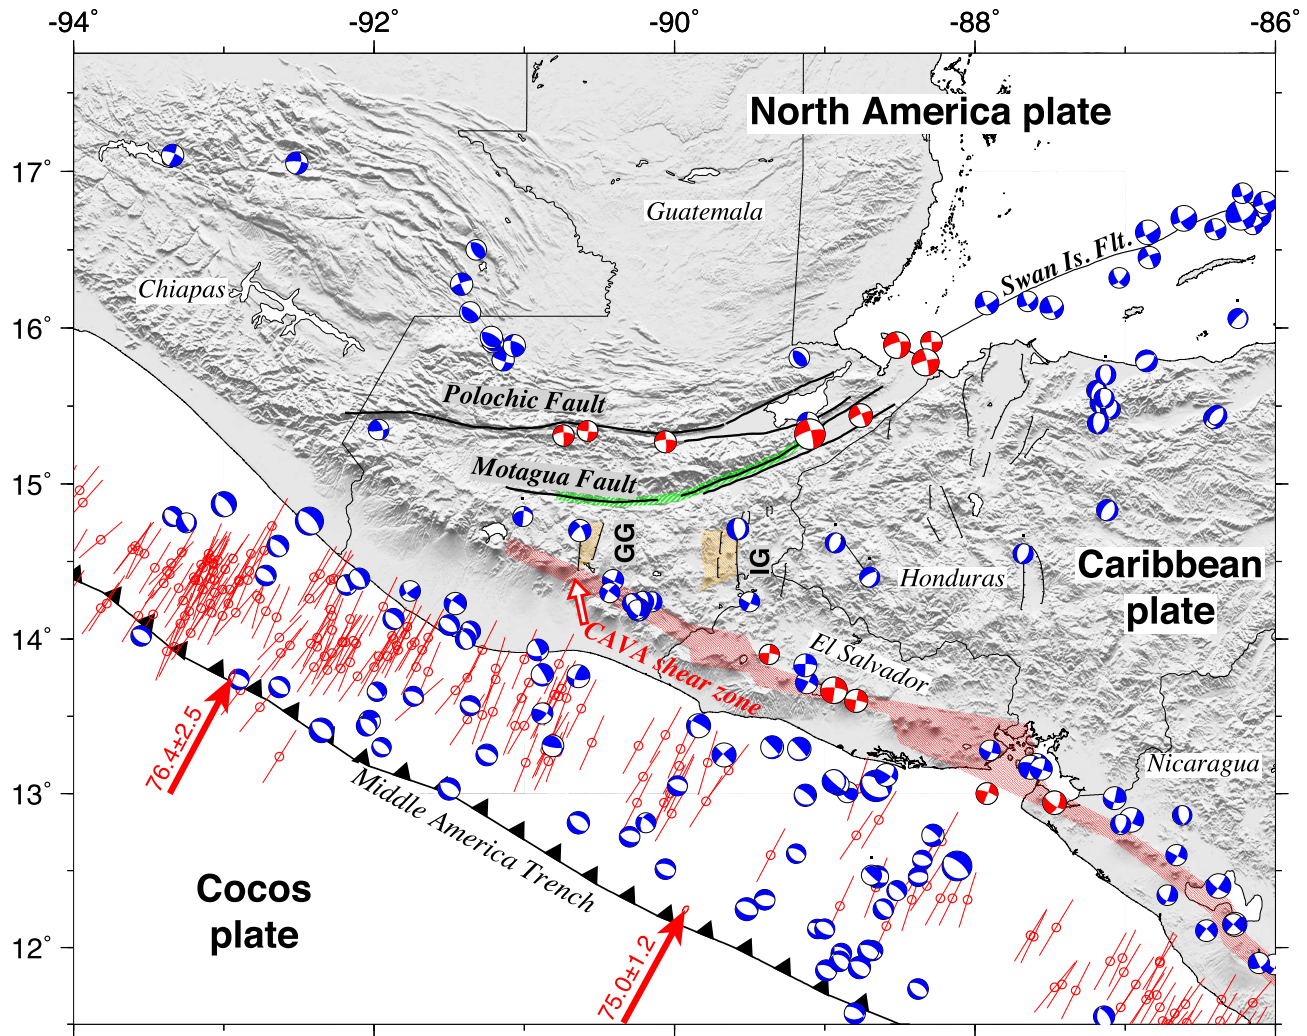 -94° -92° -90° -88° -86°
North America plate
17°
Guatemala
Swan Is. Flt.
Chiapas
16°
Polochic Fault
Motagua Fault
15°
GG
IG
Honduras
Caribbean
plate
14°
CAVA shear zone
El Salvador
76.4±2.5
Nicaragua
13°
Middle America Trench
Cocos
plate
75.0±1.2
12°